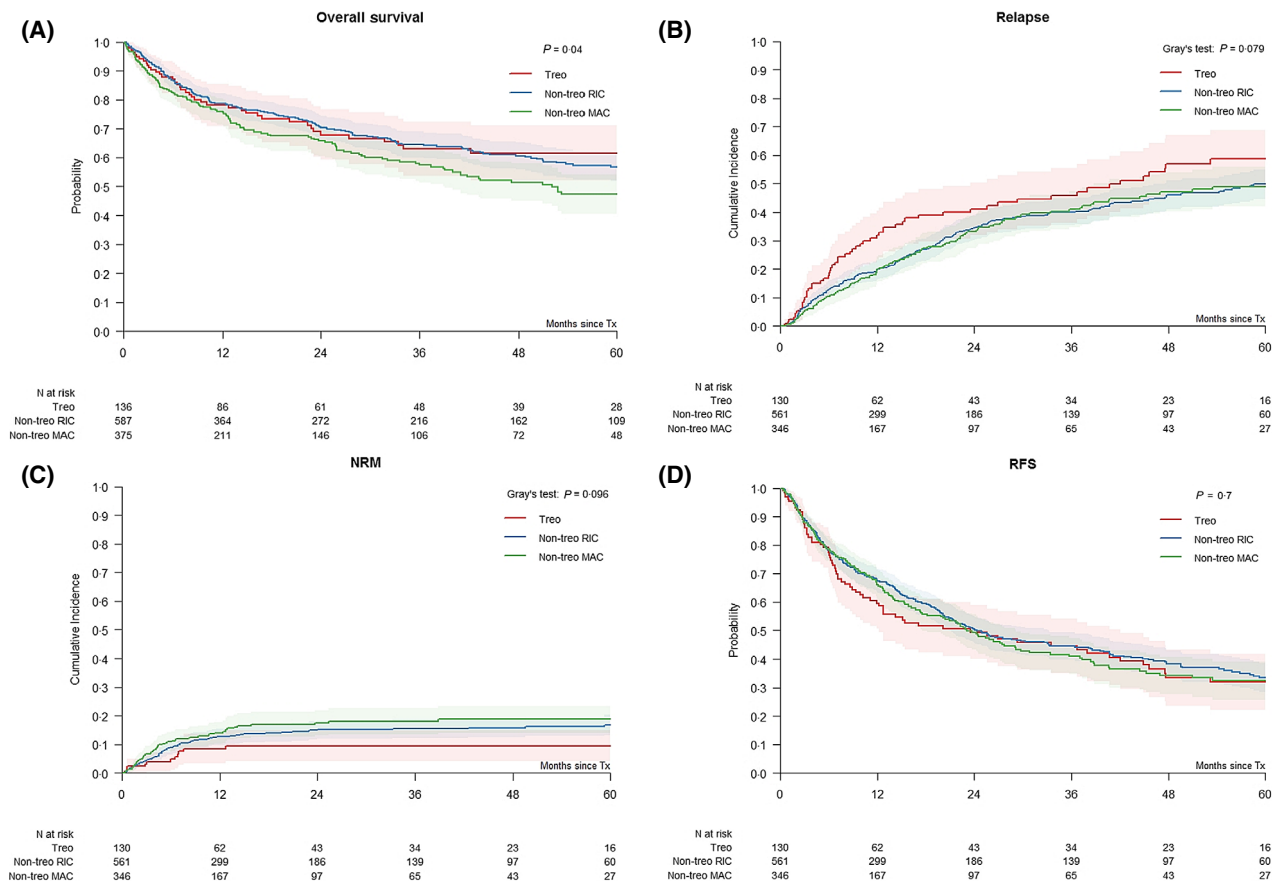 (A)
Overall survival
P = 0·04
Treo
Non-treo RIC
Non-treo MAC
Probability
1·0
0·9
0·8
0·7
0·6
0·5
0·4
0·3
0·2
0·1
0·0
Months since Tx
0 12 24 36 48 60
N at risk
Treo 136 86 61 48 39 28
Non-treo RIC 587 364 272 216 162 109
Non-treo MAC 375 211 146 106 72 48
(B)
Relapse
Gray's test: P = 0·079
Treo
Non-treo RIC
Non-treo MAC
Cumulative Incidence
1·0
0·9
0·8
0·7
0·6
0·5
0·4
0·3
0·2
0·1
0·0
Months since Tx
0 12 24 36 48 60
N at risk
Treo 130 62 43 34 23 16
Non-treo RIC 561 299 186 139 97 60
Non-treo MAC 346 167 97 65 43 27
(C)
NRM
Gray's test: P = 0·096
Treo
Non-treo RIC
Non-treo MAC
Cumulative Incidence
1·0
0·9
0·8
0·7
0·6
0·5
0·4
0·3
0·2
0·1
0·0
Months since Tx
0 12 24 36 48 60
N at risk
Treo 130 62 43 34 23 16
Non-treo RIC 561 299 186 139 97 60
Non-treo MAC 346 167 97 65 43 27
(D)
RFS
P = 0·7
Treo
Non-treo RIC
Non-treo MAC
Probability
1·0
0·9
0·8
0·7
0·6
0·5
0·4
0·3
0·2
0·1
0·0
Months since Tx
0 12 24 36 48 60
N at risk
Treo 130 62 43 34 23 16
Non-treo RIC 561 299 186 139 97 60
Non-treo MAC 346 167 97 65 43 27